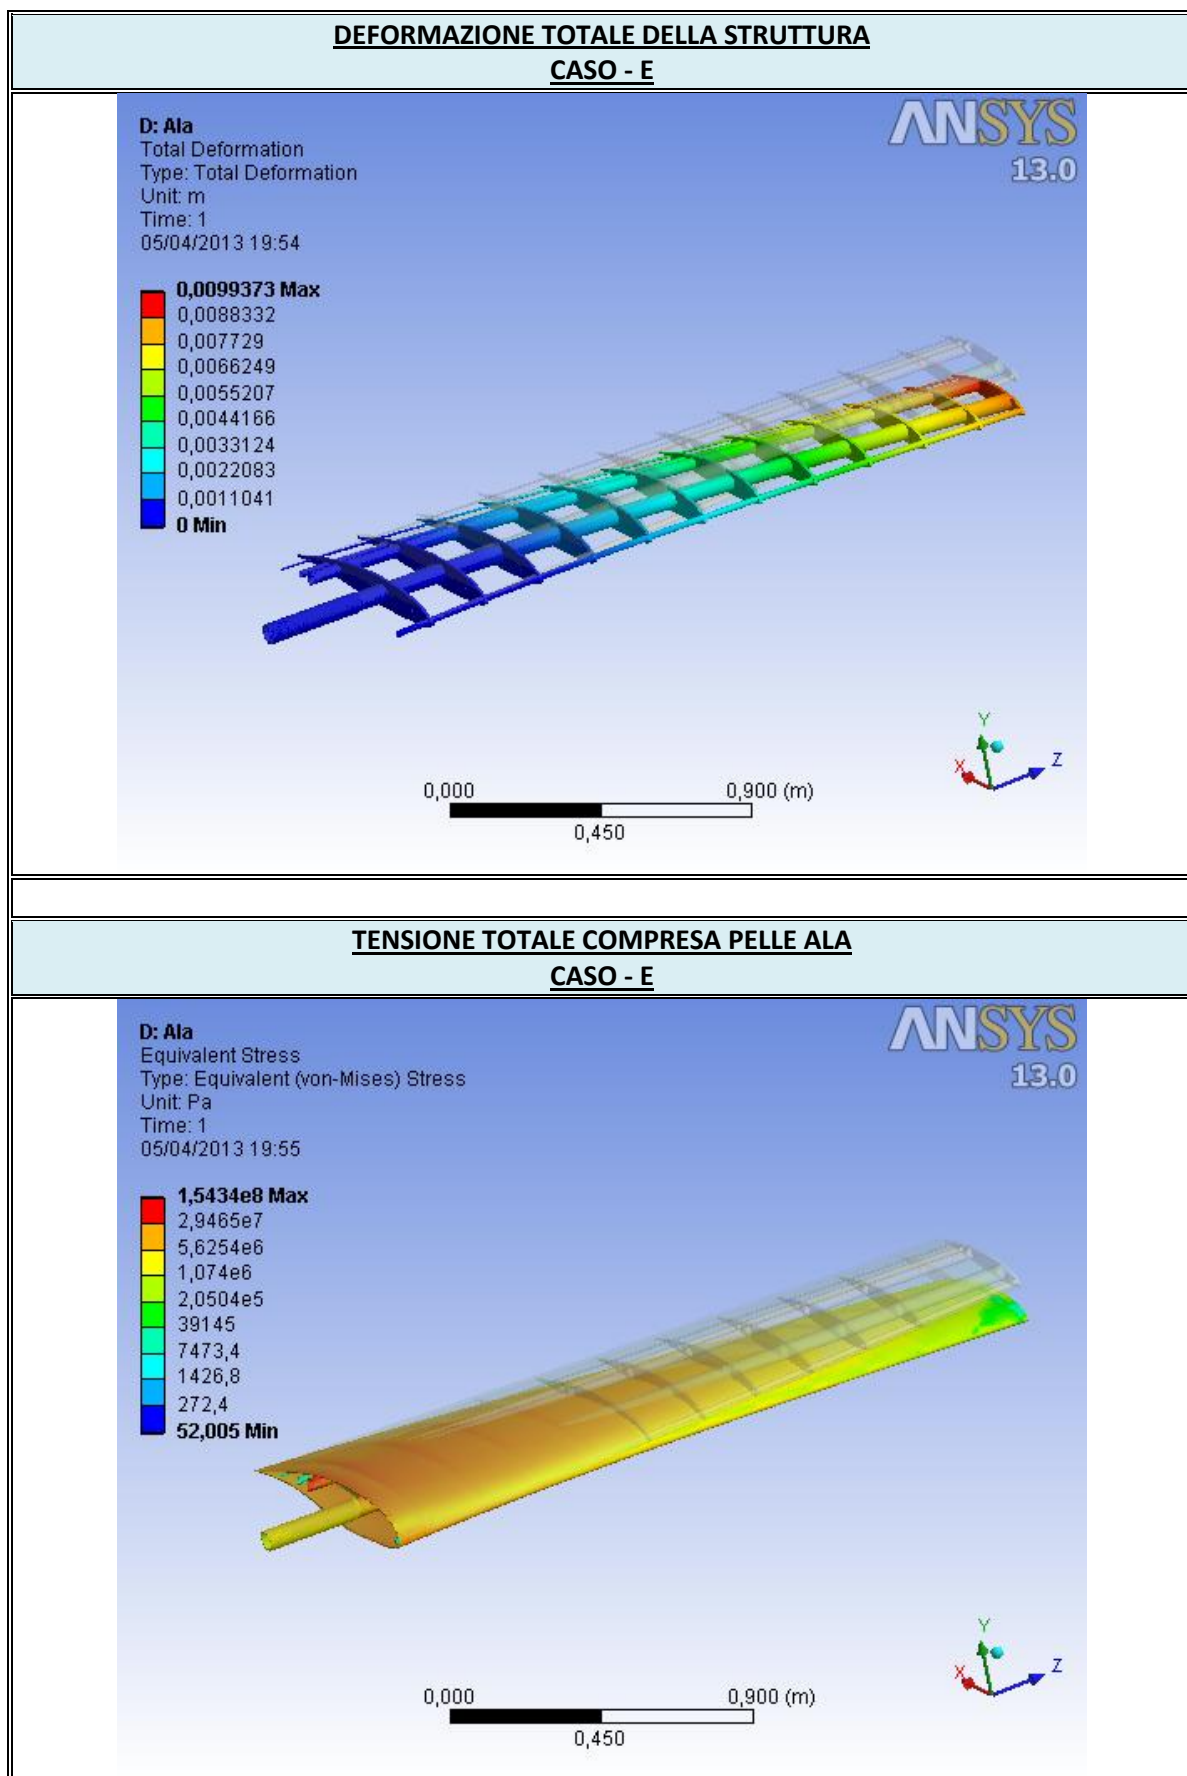 DEFORMAZIONE TOTALE DELLA STRUTTURA
CASO - E
ANSYS
13.0
D: Ala
Total Deformation
Type: Total Deformation
Unit: m
Time: 1
05/04/2013 19:54
0,0099373 Max
0,0088332
0,007729
0,0066249
0,0055207
0,0044166
0,0033124
0,0022083
0,0011041
0 Min
Y
X
Z
0,000
0,900 (m)
0,450
TENSIONE TOTALE COMPRESA PELLE ALA
CASO - E
ANSYS
13.0
D: Ala
Equivalent Stress
Type: Equivalent (von-Mises) Stress
Unit: Pa
Time: 1
05/04/2013 19:55
1,5434e8 Max
2,9465e7
5,6254e6
1,074e6
2,0504e5
39145
7473,4
1426,8
272,4
52,005 Min
Y
X
Z
0,000
0,900 (m)
0,450